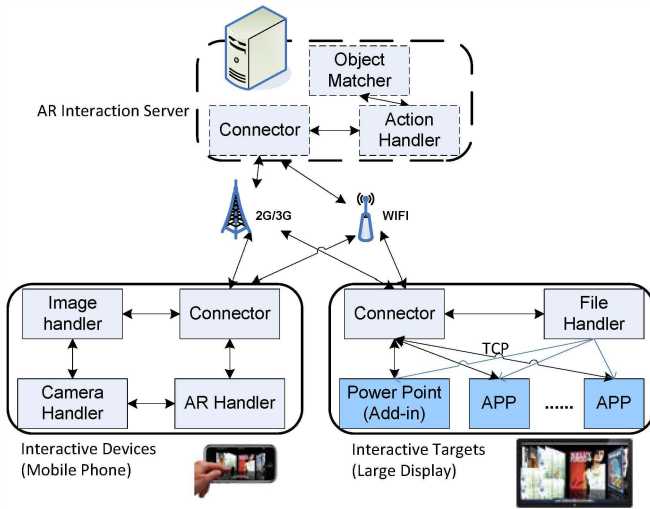 Object
Matcher
AR Interaction Server
Connector
Action
Handler
2G/3G
WIFI
Image
handler
Connector
Camera
Handler
AR Handler
Connector
File
Handler
TCP
Power Point
(Add-in)
APP
......
APP
Interactive Devices
(Mobile Phone)
Interactive Targets
(Large Display)